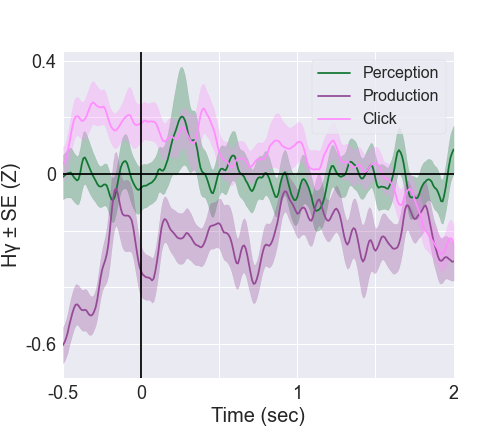 0.4
0
-0.6
Hγ ± SE (Z)
Perception
Production
Click
-0.5 0 1 2
Time (sec)